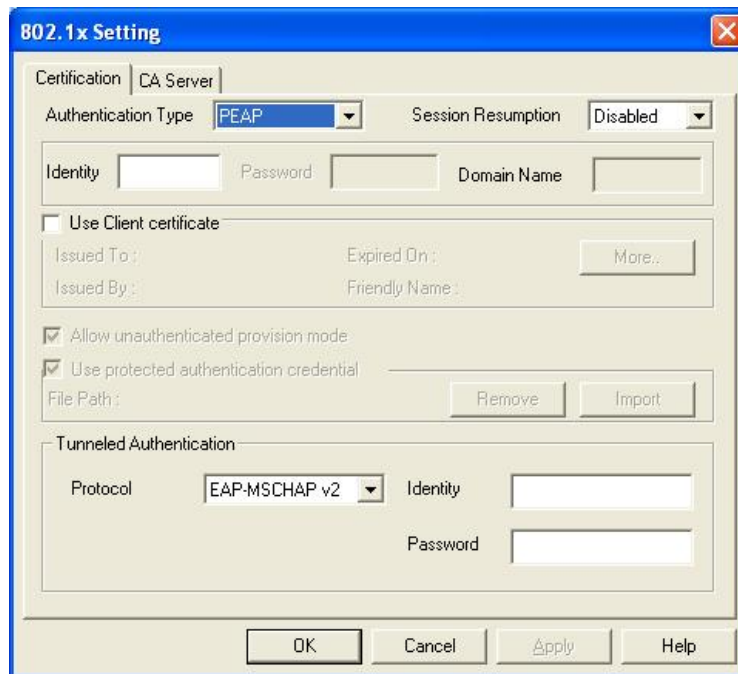 802.1x Setting
Certification CA Server
Authentication Type PEAP Session Resumption Disabled
Identity Password Domain Name
Use Client certificate
Issued To : Expired On : More..
Issued By : Friendly Name :
Allow unauthenticated provision mode
Use protected authentication credential
File Path : Remove Import
Tunneled Authentication
Protocol EAP-MSCHAP v2 Identity
Password
OK Cancel Apply Help